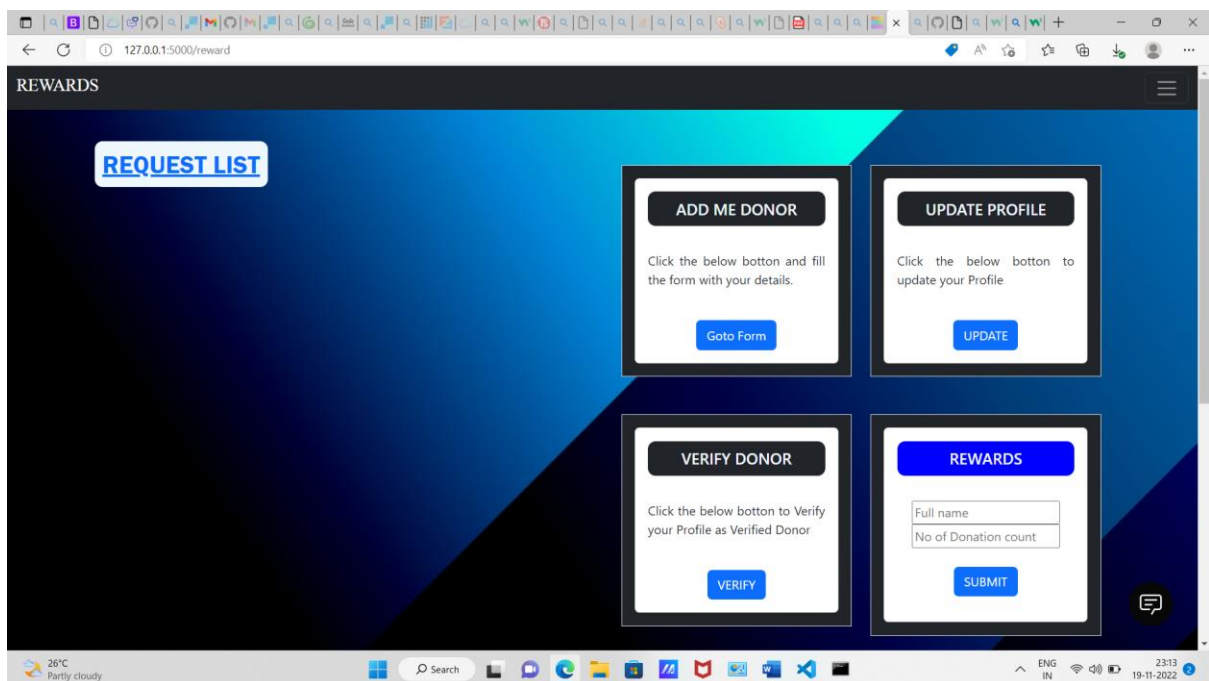 127.0.0.1:5000/reward
REWARDS
REQUEST LIST
ADD ME DONOR
Click the below botton and fill
the form with your details.
Goto Form
UPDATE PROFILE
Click the below botton to
update your Profile
UPDATE
VERIFY DONOR
Click the below botton to Verify
your Profile as Verified Donor
VERIFY
REWARDS
Full name
No of Donation count
SUBMIT
26°C
Partly cloudy
Search
ENG
IN
23:13
19-11-2022
2